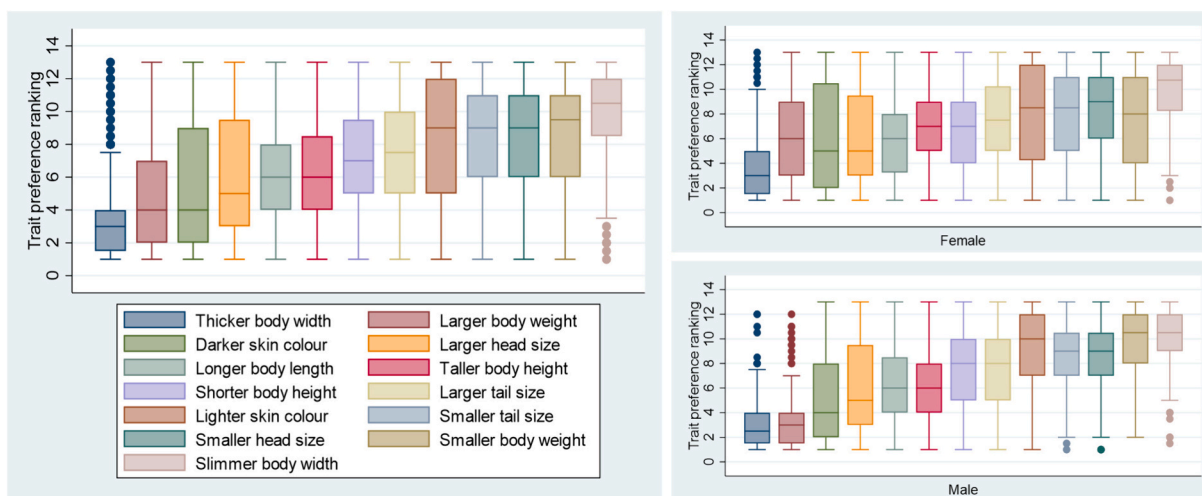 Trait preference ranking
14
12
10
8
6
4
2
0
Thicker body width
Larger body weight
Darker skin colour
Larger head size
Longer body length
Taller body height
Shorter body height
Larger tail size
Lighter skin colour
Smaller tail size
Smaller head size
Smaller body weight
Slimmer body width
Trait preference ranking
14
12
10
8
6
4
2
0
Female
Trait preference ranking
14
12
10
8
6
4
2
0
Male